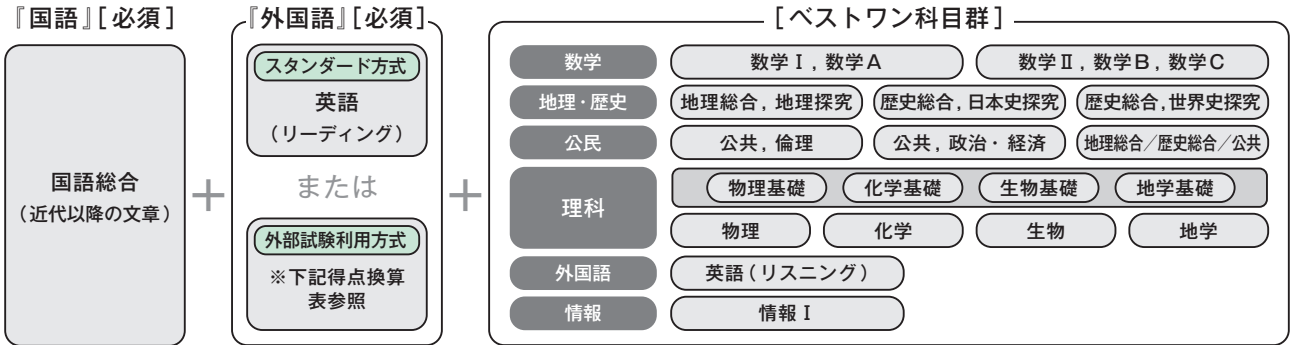 『国語』[必須]
国語総合
（近代以降の文章）
＋
『外国語』[必須]
スタンダード方式
英語
（リーディング）
または
外部試験利用方式
※下記得点換算
表参照
＋
[ベストワン科目群]
数学 数学Ⅰ, 数学A 数学Ⅱ, 数学B, 数学C
地理・歴史 地理総合, 地理探究 歴史総合, 日本史探究 歴史総合, 世界史探究
公民 公共, 倫理 公共, 政治・経済 地理総合／歴史総合／公共
理科 物理基礎 化学基礎 生物基礎 地学基礎
物理 化学 生物 地学
外国語 英語（リスニング）
情報 情報Ⅰ